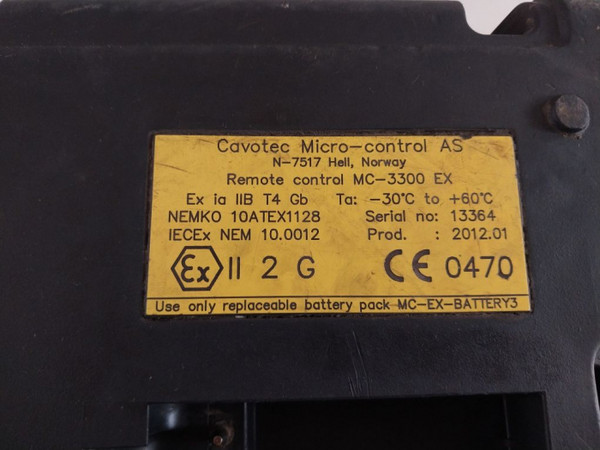 Cavotec Micro-control AS
N-7517 Hell, Norway
Remote control MC-3300 EX
Ex ia IIB T4 Gb Ta: -30°C to +60°C
NEMKO 10ATEX1128 Serial no: 13364
IECEx NEM 10.0012 Prod. : 2012.01
Ex II 2 G CE 0470
Use only replaceable battery pack MC-EX-BATTERY3